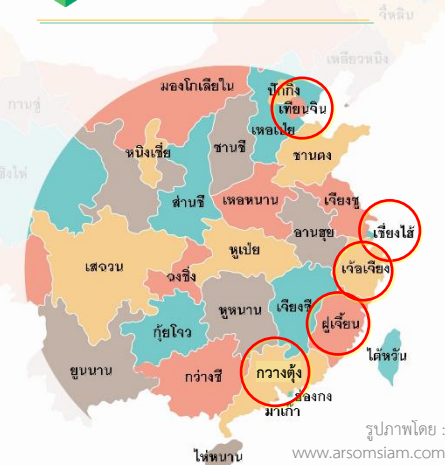 จี๋หลิน
เหลียวหนิง
มองโกเลียใน
ปักกิ่ง
เทียนจิน
กานซู่
เหอเป่ย
ซานซี
หนิงเซี่ย
ชานตง
ส่านซี
เหอหนาน
เจียงซู
อานฮุย
เซี่ยงไฮ้
หูเป่ย
เสฉวน
เจ้อเจียง
ฉงชิ่ง
หูหนาน
เจียงซี
ฝูเจี้ยน
กุ้ยโจว
ไต้หวัน
ยูนนาน
กว่างซี
กวางตุ้ง
ฮ่องกง
มาเก๊า
รูปภาพโดย :
www.arsomsiam.com
ไห่หนาน